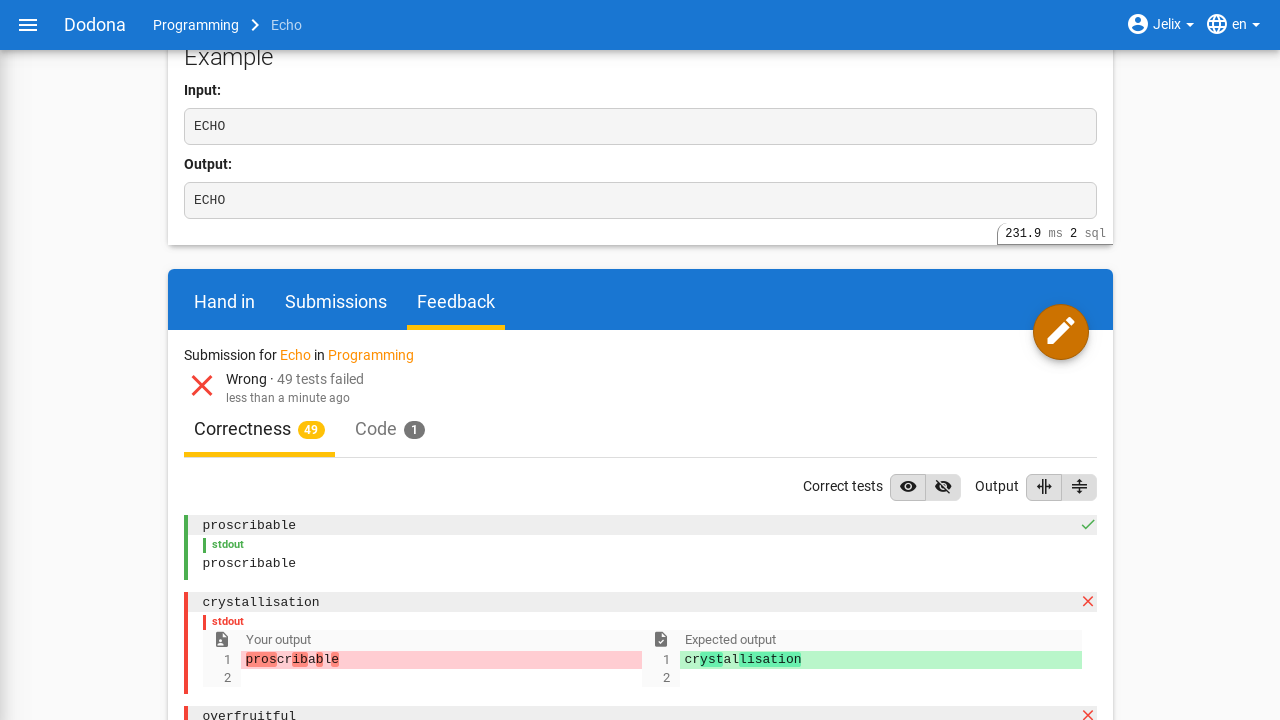 Dodona Programming Echo Jelix en
Example
Input:
ECHO
Output:
ECHO
231.9 ms 2 sql
Hand in Submissions Feedback
Submission for Echo in Programming
Wrong · 49 tests failed
less than a minute ago
Correctness 49 Code 1
Correct tests Output
proscribable
stdout
proscribable
crystallisation
stdout
Your output Expected output
1 proscribable 1 crystallisation
2 2
overfruitful